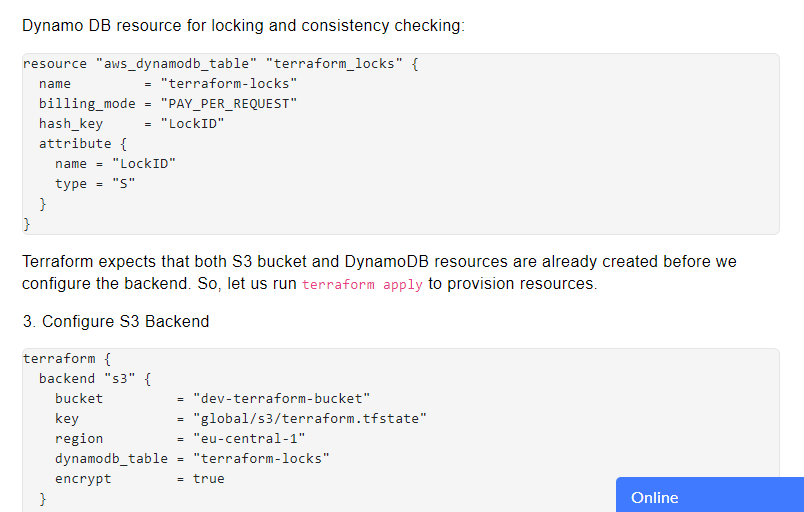 Dynamo DB resource for locking and consistency checking:
resource "aws_dynamodb_table" "terraform_locks" {
  name         = "terraform-locks"
  billing_mode = "PAY_PER_REQUEST"
  hash_key     = "LockID"
  attribute {
    name = "LockID"
    type = "S"
  }
}
Terraform expects that both S3 bucket and DynamoDB resources are already created before we
configure the backend. So, let us run terraform apply to provision resources.
3. Configure S3 Backend
terraform {
  backend "s3" {
    bucket         = "dev-terraform-bucket"
    key            = "global/s3/terraform.tfstate"
    region         = "eu-central-1"
    dynamodb_table = "terraform-locks"
    encrypt        = true
  }
Online